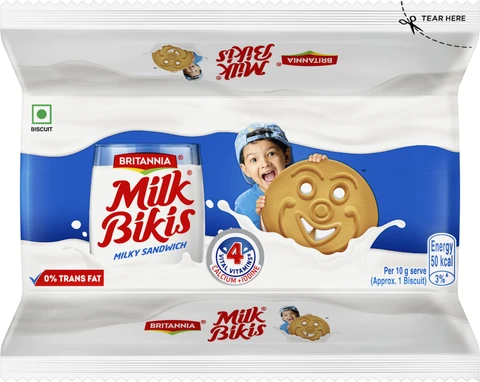 TEAR HERE
Milk
Bikis
BRITANNIA
BISCUIT
BRITANNIA
Milk
Bikis
MILKY SANDWICH
4
VITAL VITAMINS#
CALCIUM • IODINE
0% TRANS FAT
Energy
50 kcal
3%^
Per 10 g serve
(Approx. 1 Biscuit)
BRITANNIA
Milk
Bikis